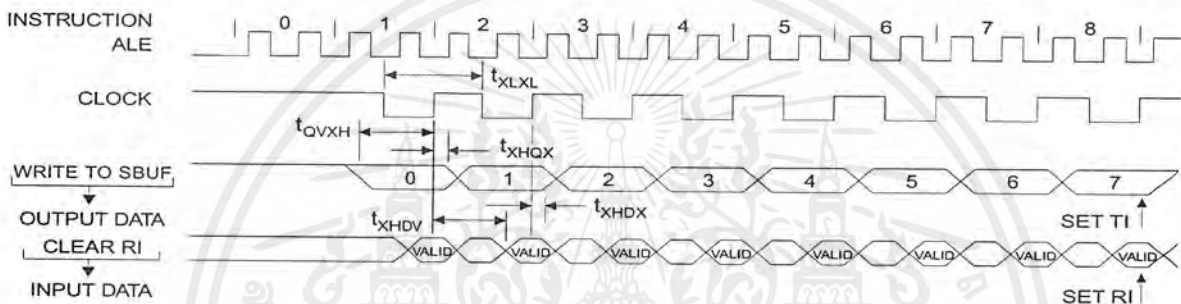 INSTRUCTION 0 1 2 3 4 5 6 7 8
ALE
tXLXL
CLOCK
tQVXH
tXHQX
WRITE TO SBUF
0 1 2 3 4 5 6 7
OUTPUT DATA
tXHDV
tXHDX
SET TI
CLEAR RI
VALID VALID VALID VALID VALID VALID VALID VALID
INPUT DATA
SET RI